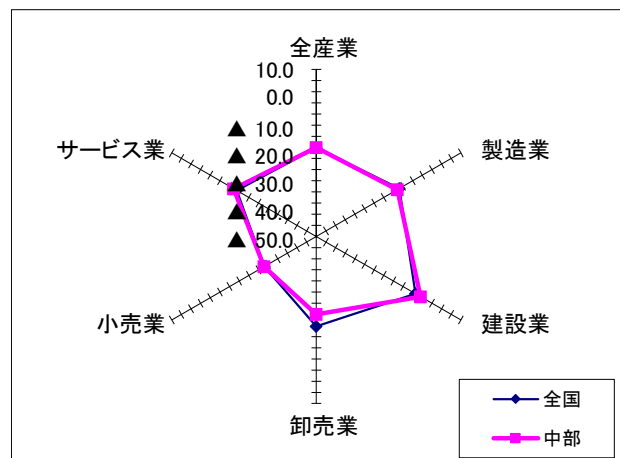 全産業
10.0
0.0
▲ 10.0
▲ 20.0
▲ 30.0
▲ 40.0
▲ 50.0
サービス業
製造業
小売業
建設業
卸売業
全国
中部